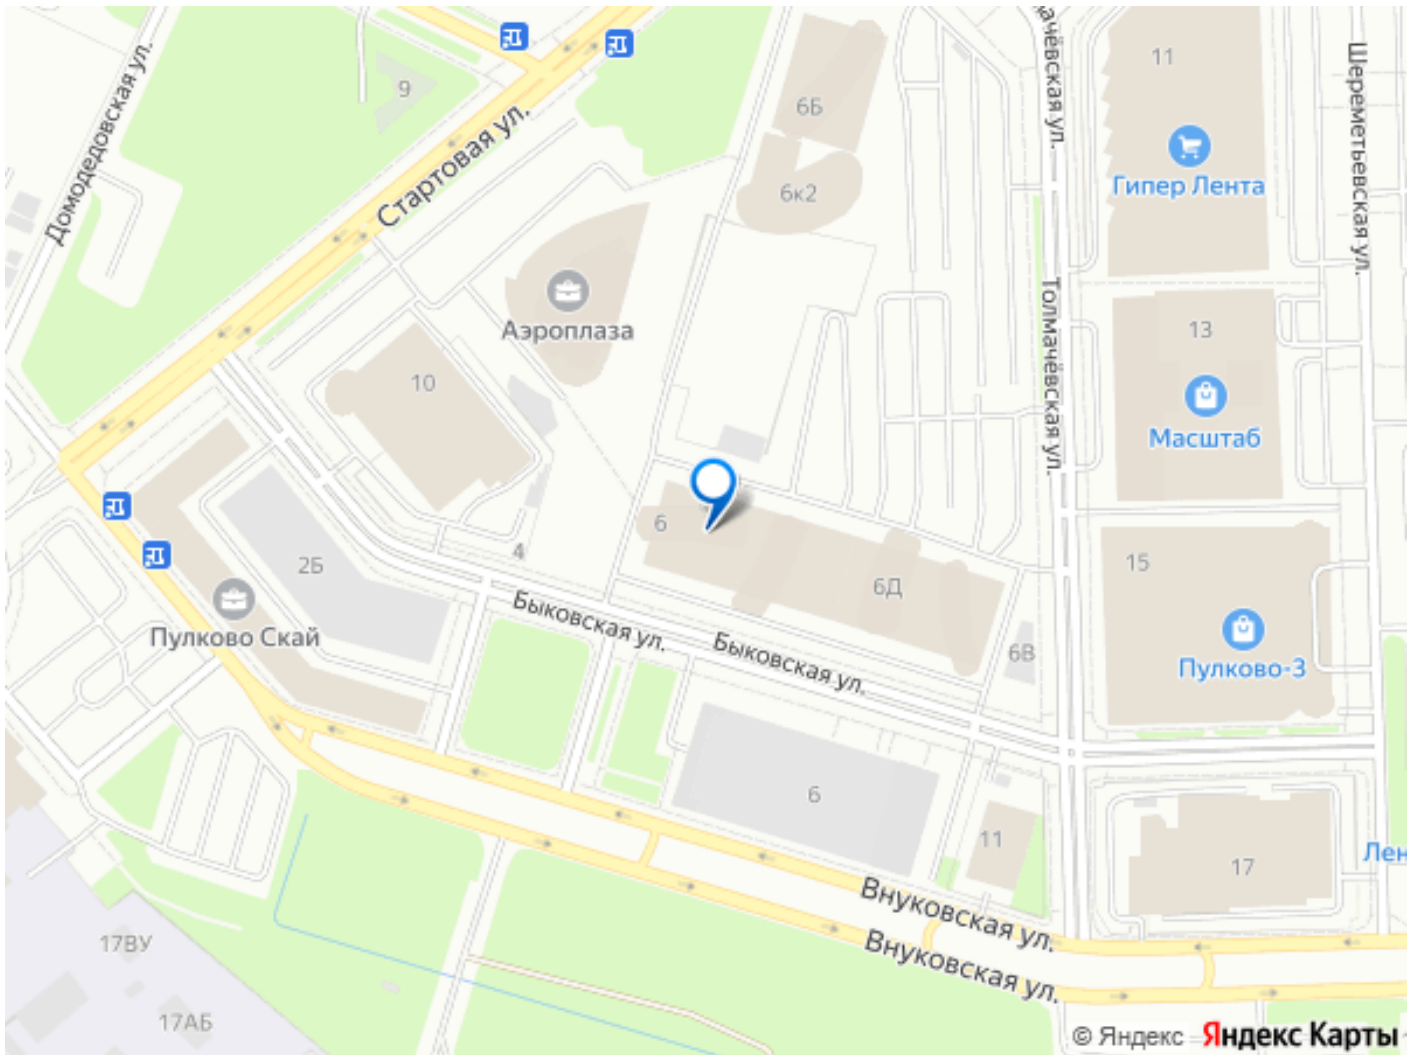 Домодедовская ул.
9
Стартовая ул.
6Б
6к2
Толмачёвская ул.
11
Гипер Лента
Шереметьевская ул.
Аэроплаза
10
13
Масштаб
6
4
2Б
Пулково Скай
6Д
15
Пулково-3
Быковская ул.
Быковская ул.
6В
6
11
17
Внуковская ул.
Внуковская ул.
17ВУ
17АБ
© Яндекс Яндекс Карты